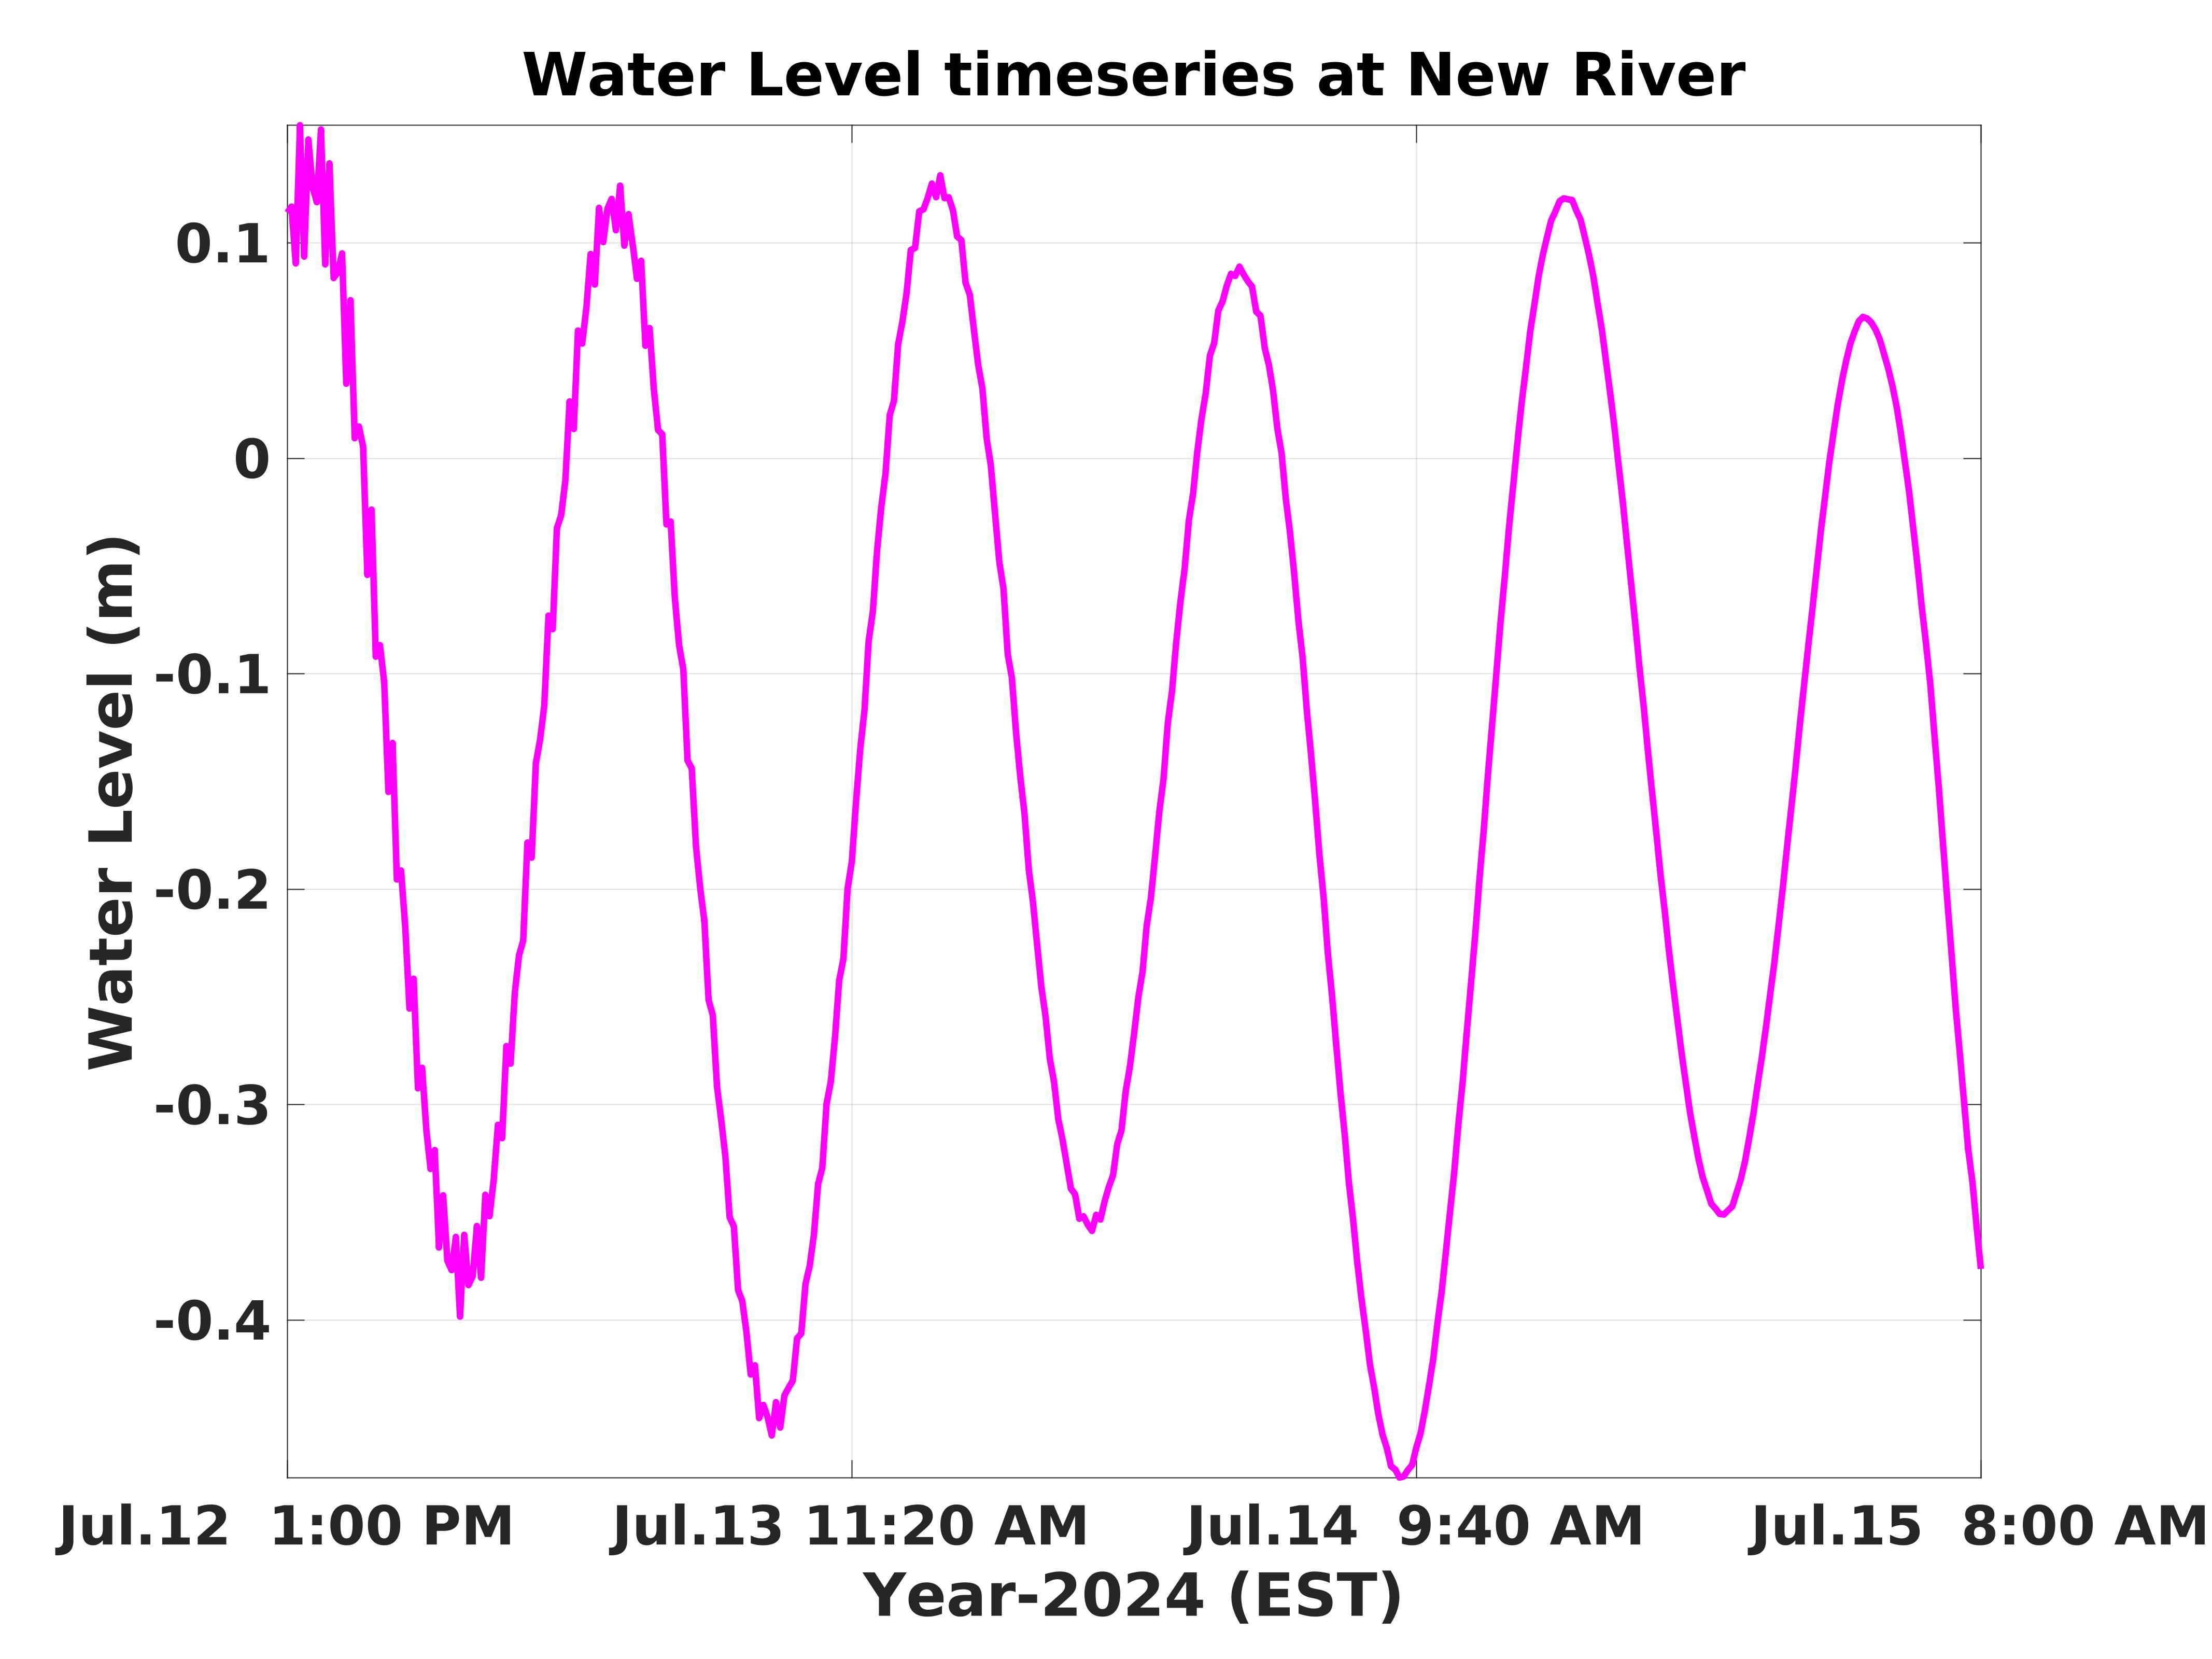 Water Level timeseries at New River
Water Level (m)
0.1
0
-0.1
-0.2
-0.3
-0.4
Jul.12 1:00 PM Jul.13 11:20 AM Jul.14 9:40 AM Jul.15 8:00 AM
Year-2024 (EST)